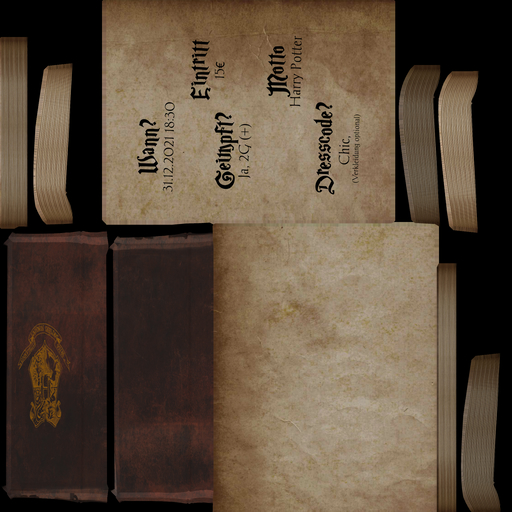 Wann?
31.12.2021 18:30
Eintritt
15€
Geimpft?
Ja, 2G (+)
Motto
Harry Potter
Dresscode?
Chic,
(Verkleidung optional)